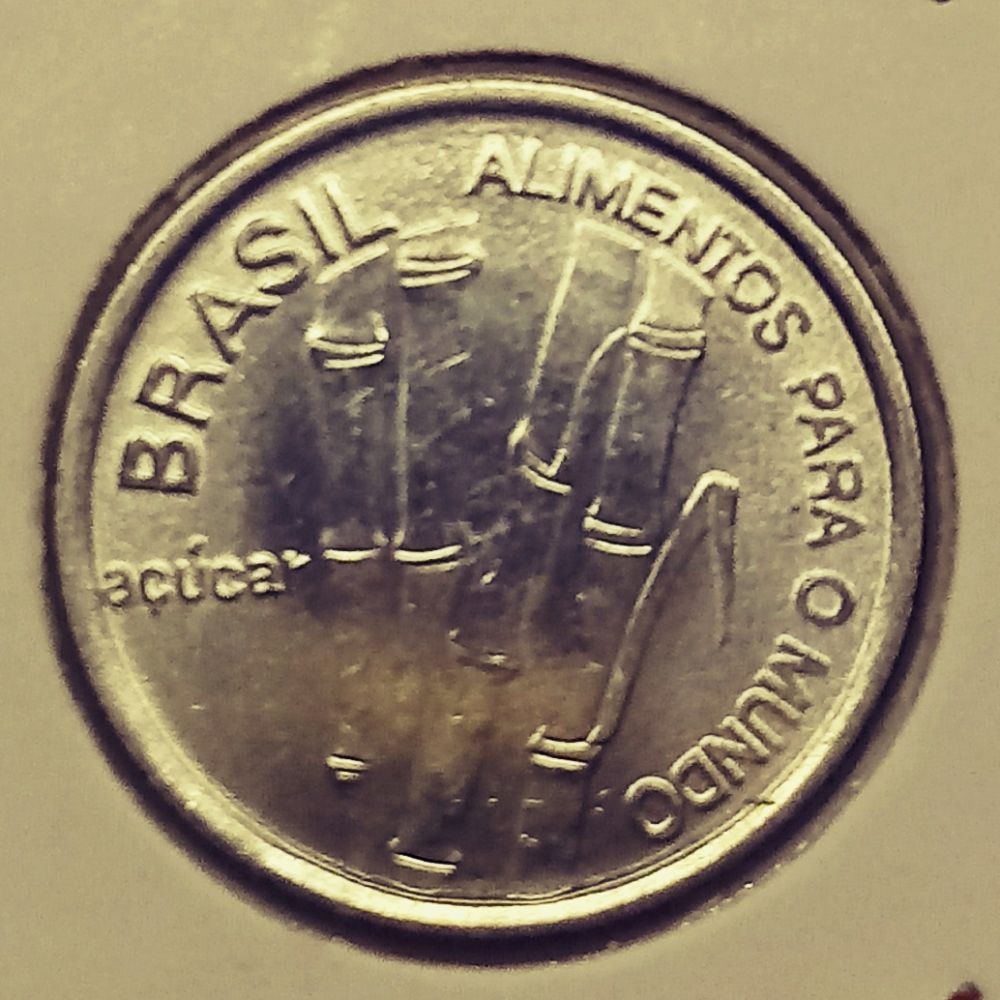 BRASIL
ALIMENTOS PARA O MUNDO
açúcar